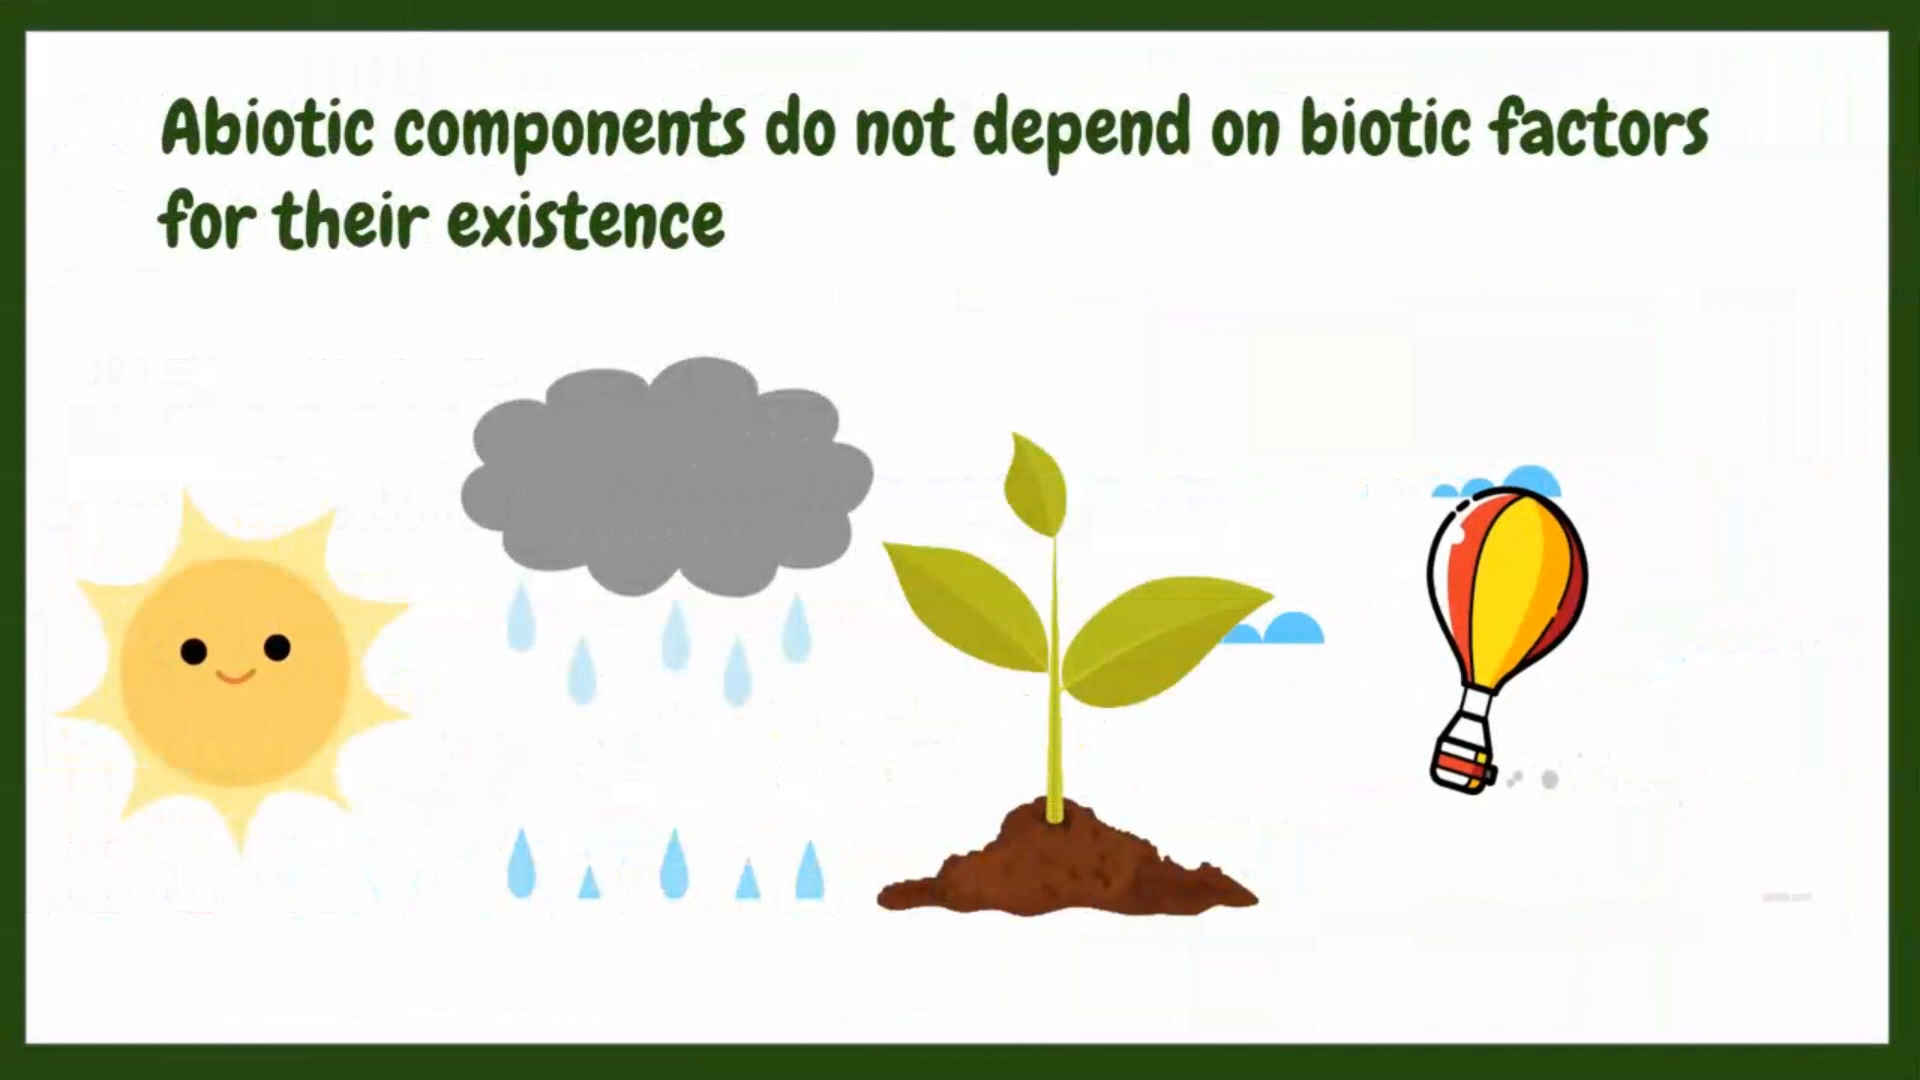 Abiotic components do not depend on biotic factors
for their existence